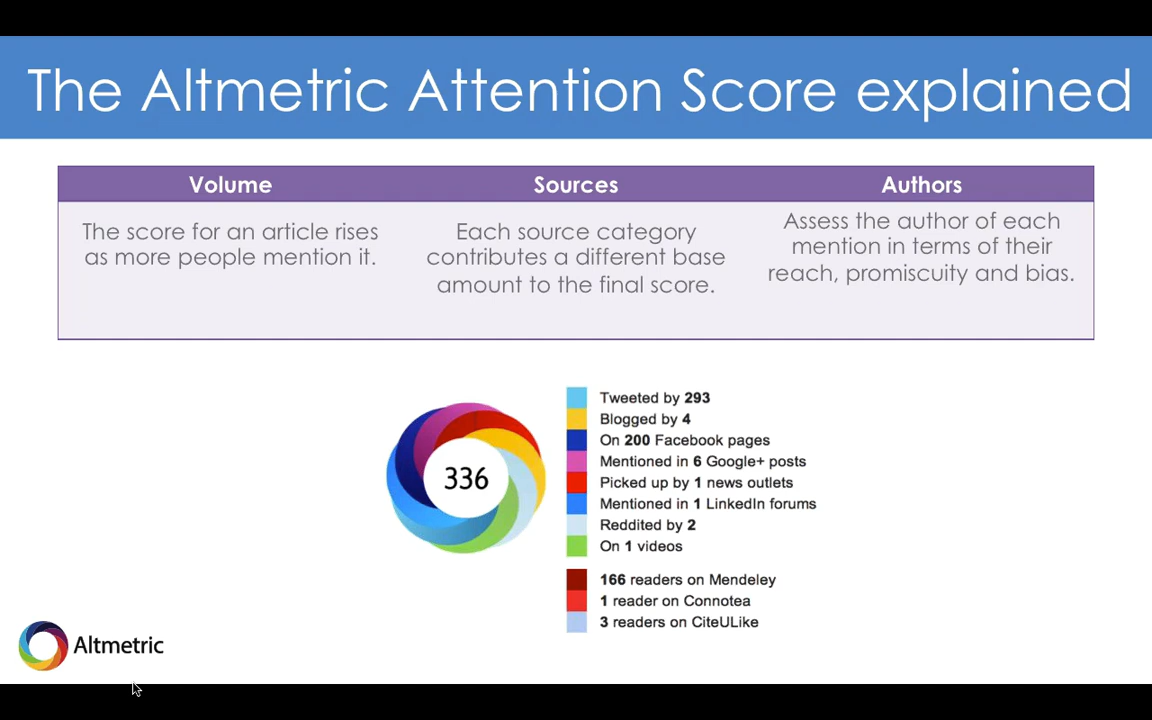 The Altmetric Attention Score explained
Volume
Sources
Authors
The score for an article rises
as more people mention it.
Each source category
contributes a different base
amount to the final score.
Assess the author of each
mention in terms of their
reach, promiscuity and bias.
336
Tweeted by 293
Blogged by 4
On 200 Facebook pages
Mentioned in 6 Google+ posts
Picked up by 1 news outlets
Mentioned in 1 LinkedIn forums
Reddited by 2
On 1 videos
166 readers on Mendeley
1 reader on Connotea
3 readers on CiteULike
Altmetric